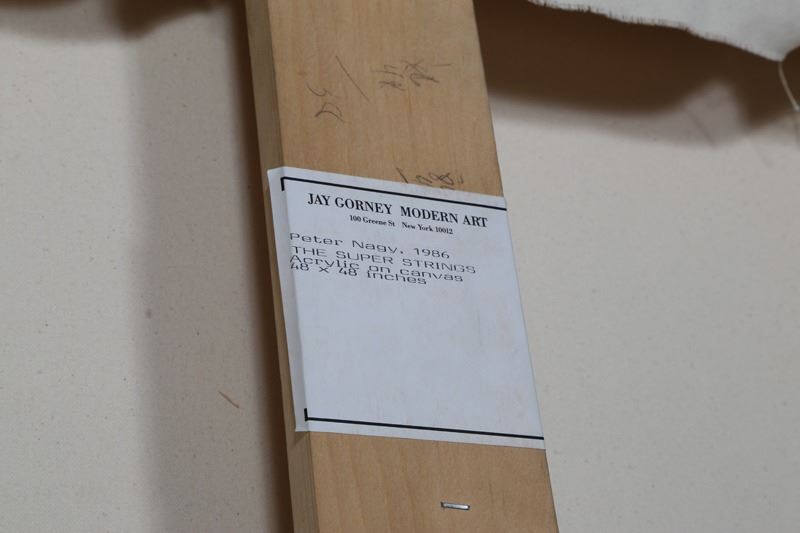 JAY GORNEY MODERN ART
100 Greene St New York 10012
Peter Nagy, 1986
THE SUPER STRINGS
Acrylic on canvas
48 X 48 inches